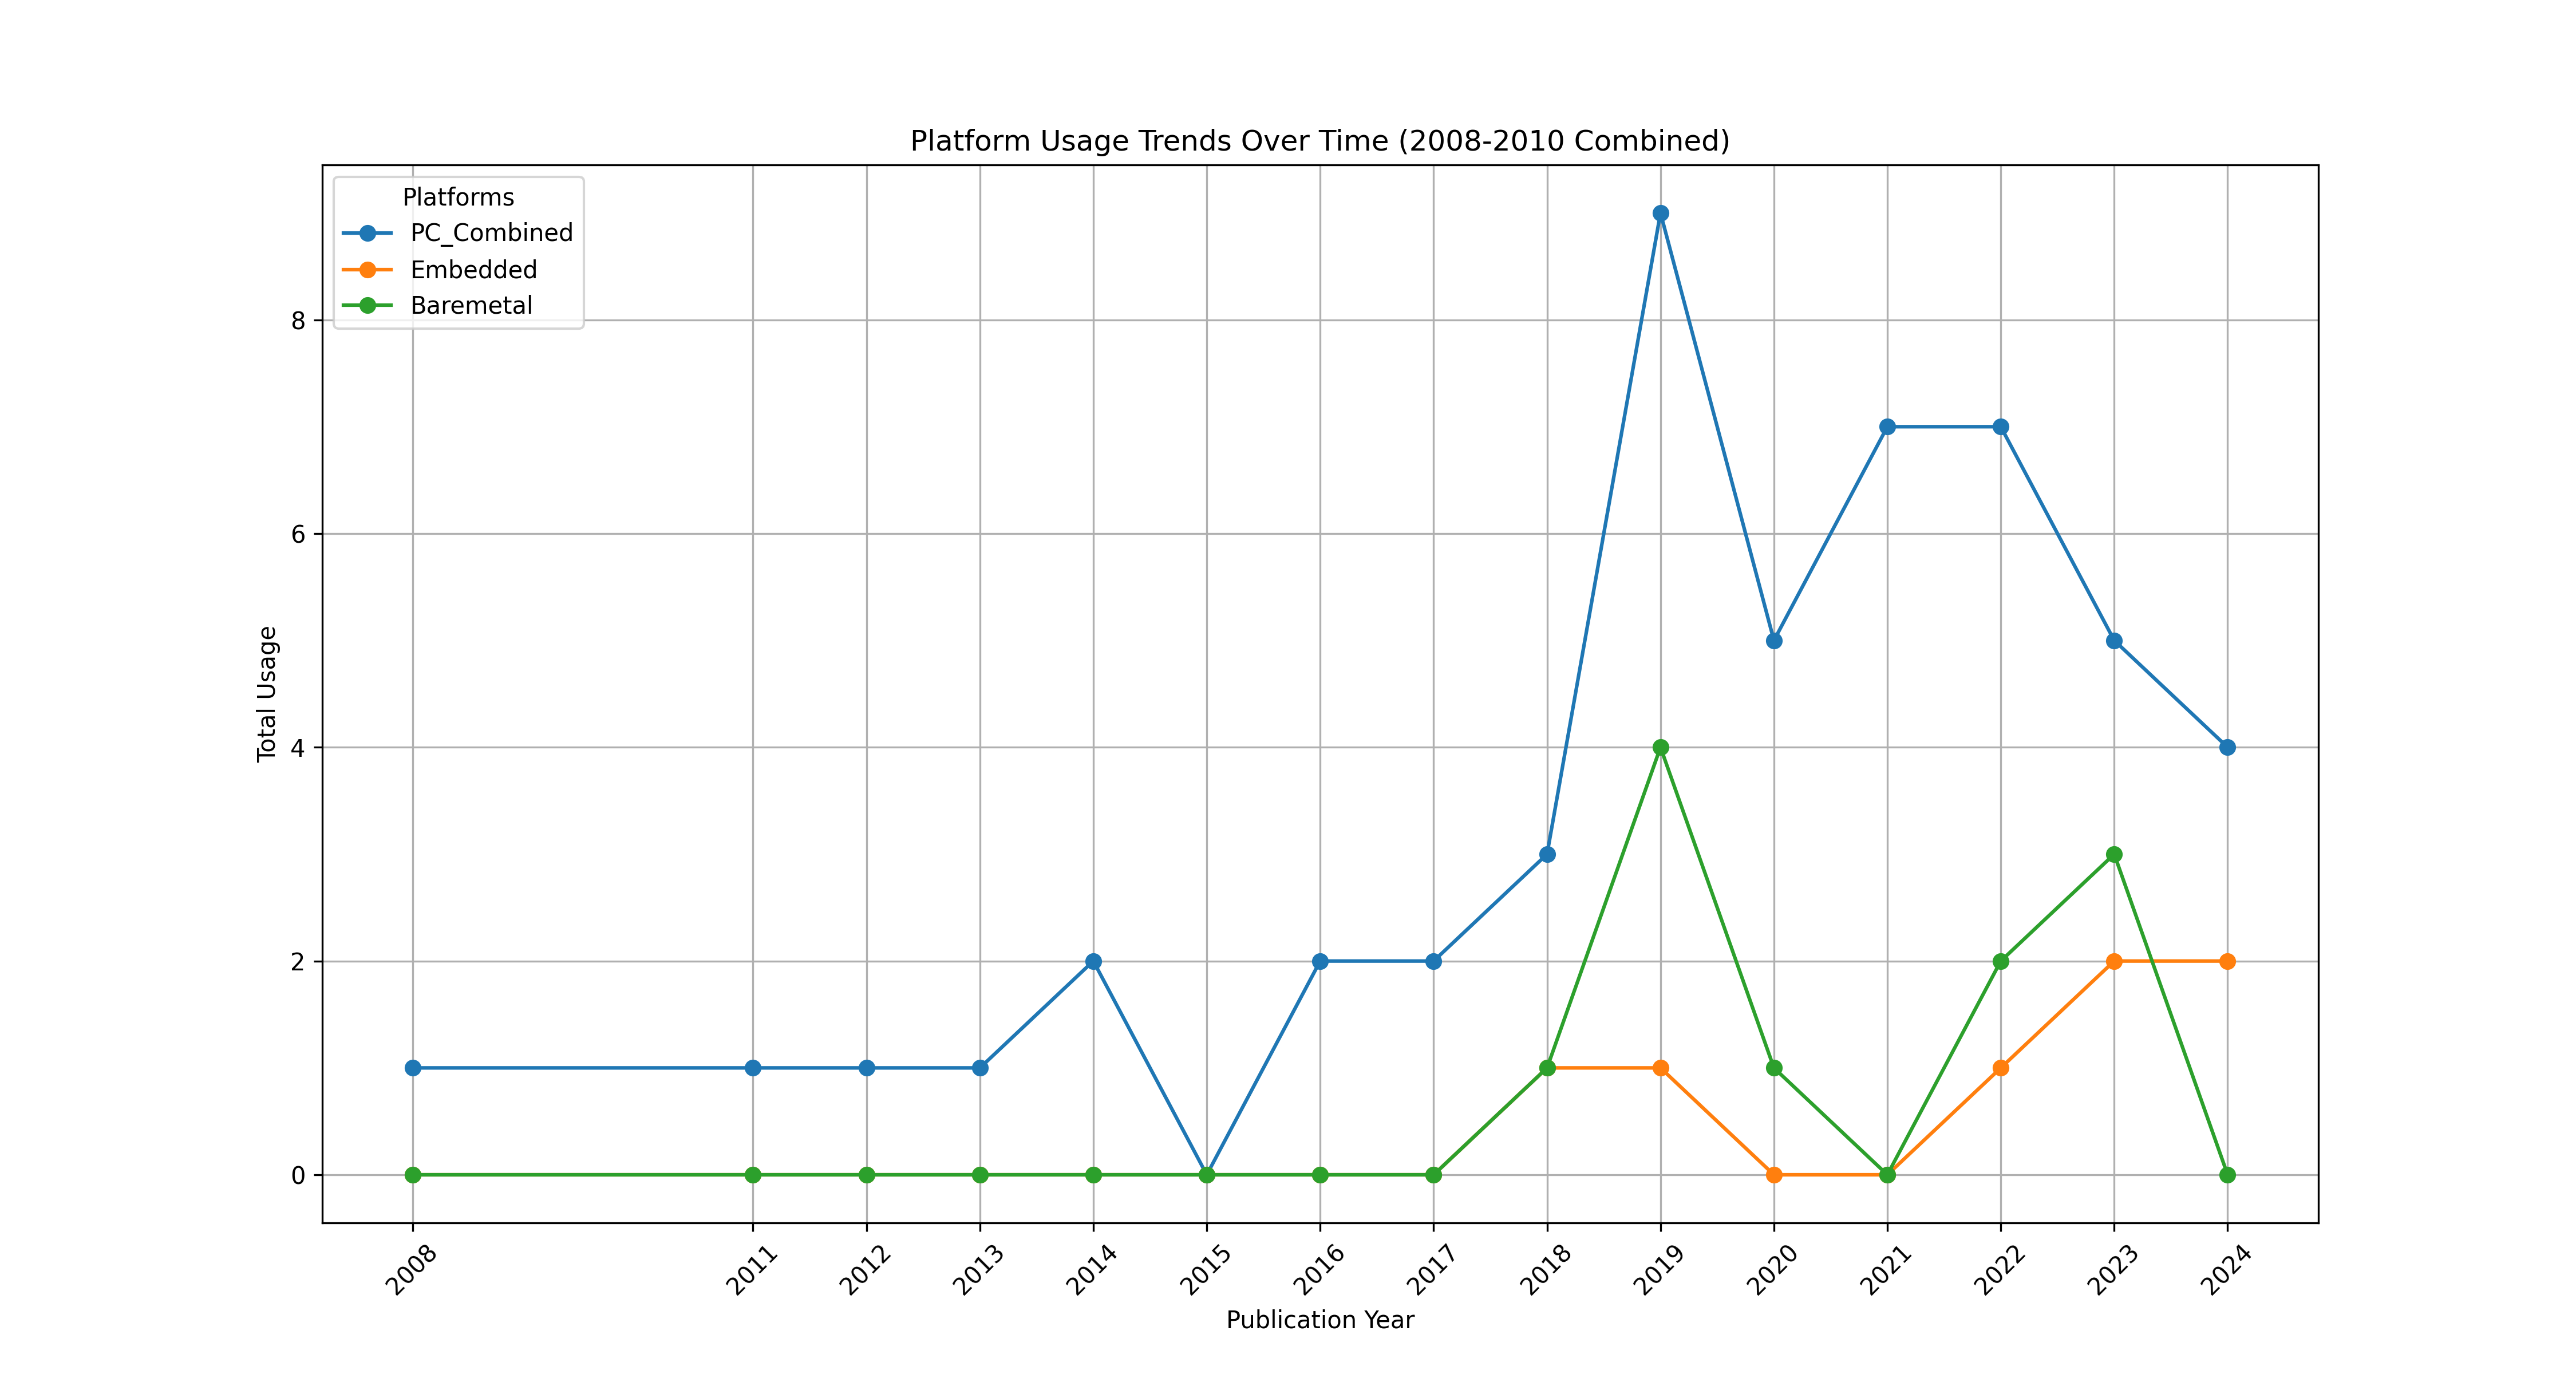 Platform Usage Trends Over Time (2008-2010 Combined)
Platforms
PC_Combined
Embedded
Baremetal
Total Usage
8
6
4
2
0
2008 2011 2012 2013 2014 2015 2016 2017 2018 2019 2020 2021 2022 2023 2024
Publication Year